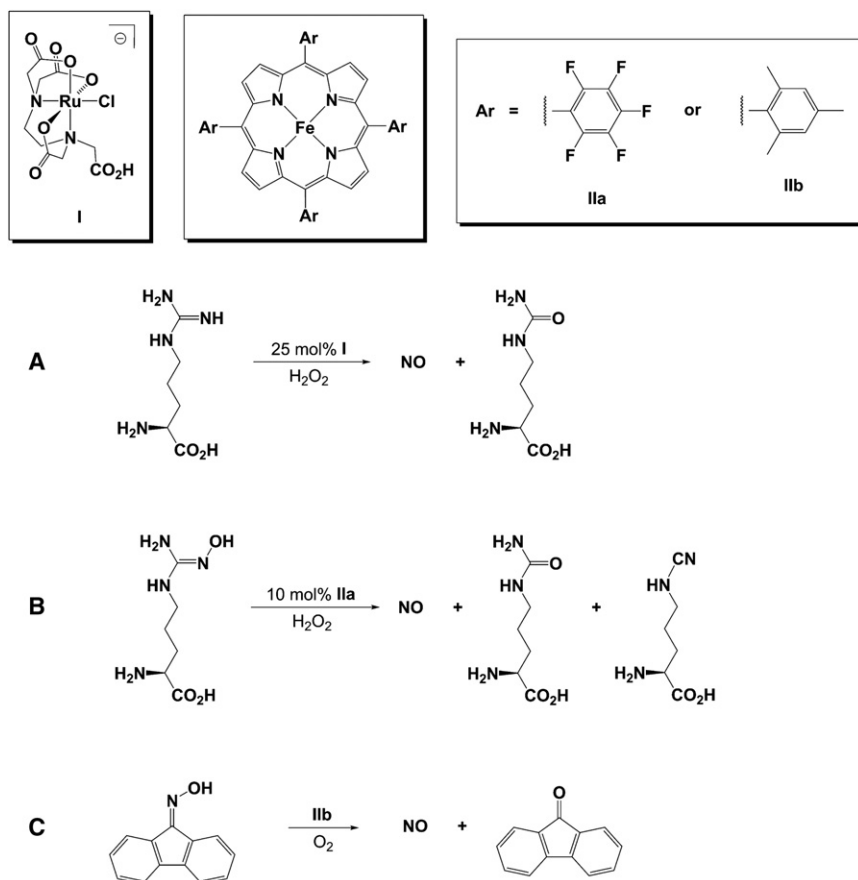 O
O
O
O
⊖
N
Ru
Cl
O
N
O
CO₂H
I
Ar
N
N
Ar
Fe
Ar
N
N
Ar
Ar = F F F F F or
IIa
IIb
A
H₂N
NH
HN
H₂N
CO₂H
25 mol% I
H₂O₂
NO +
H₂N
O
HN
H₂N
CO₂H
B
H₂N
OH
N
HN
H₂N
CO₂H
10 mol% IIa
H₂O₂
NO +
H₂N
O
HN
H₂N
CO₂H
+
CN
HN
H₂N
CO₂H
C
OH
N
IIb
O₂
NO +
O